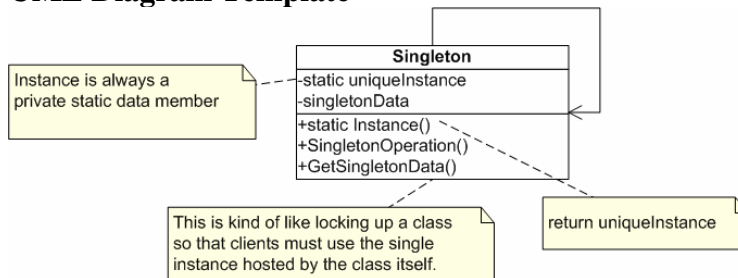 UML Diagram Template
Singleton
Instance is always a
private static data member
-static uniqueInstance
-singletonData
+static Instance()
+SingletonOperation()
+GetSingletonData()
This is kind of like locking up a class
so that clients must use the single
instance hosted by the class itself.
return uniqueInstance